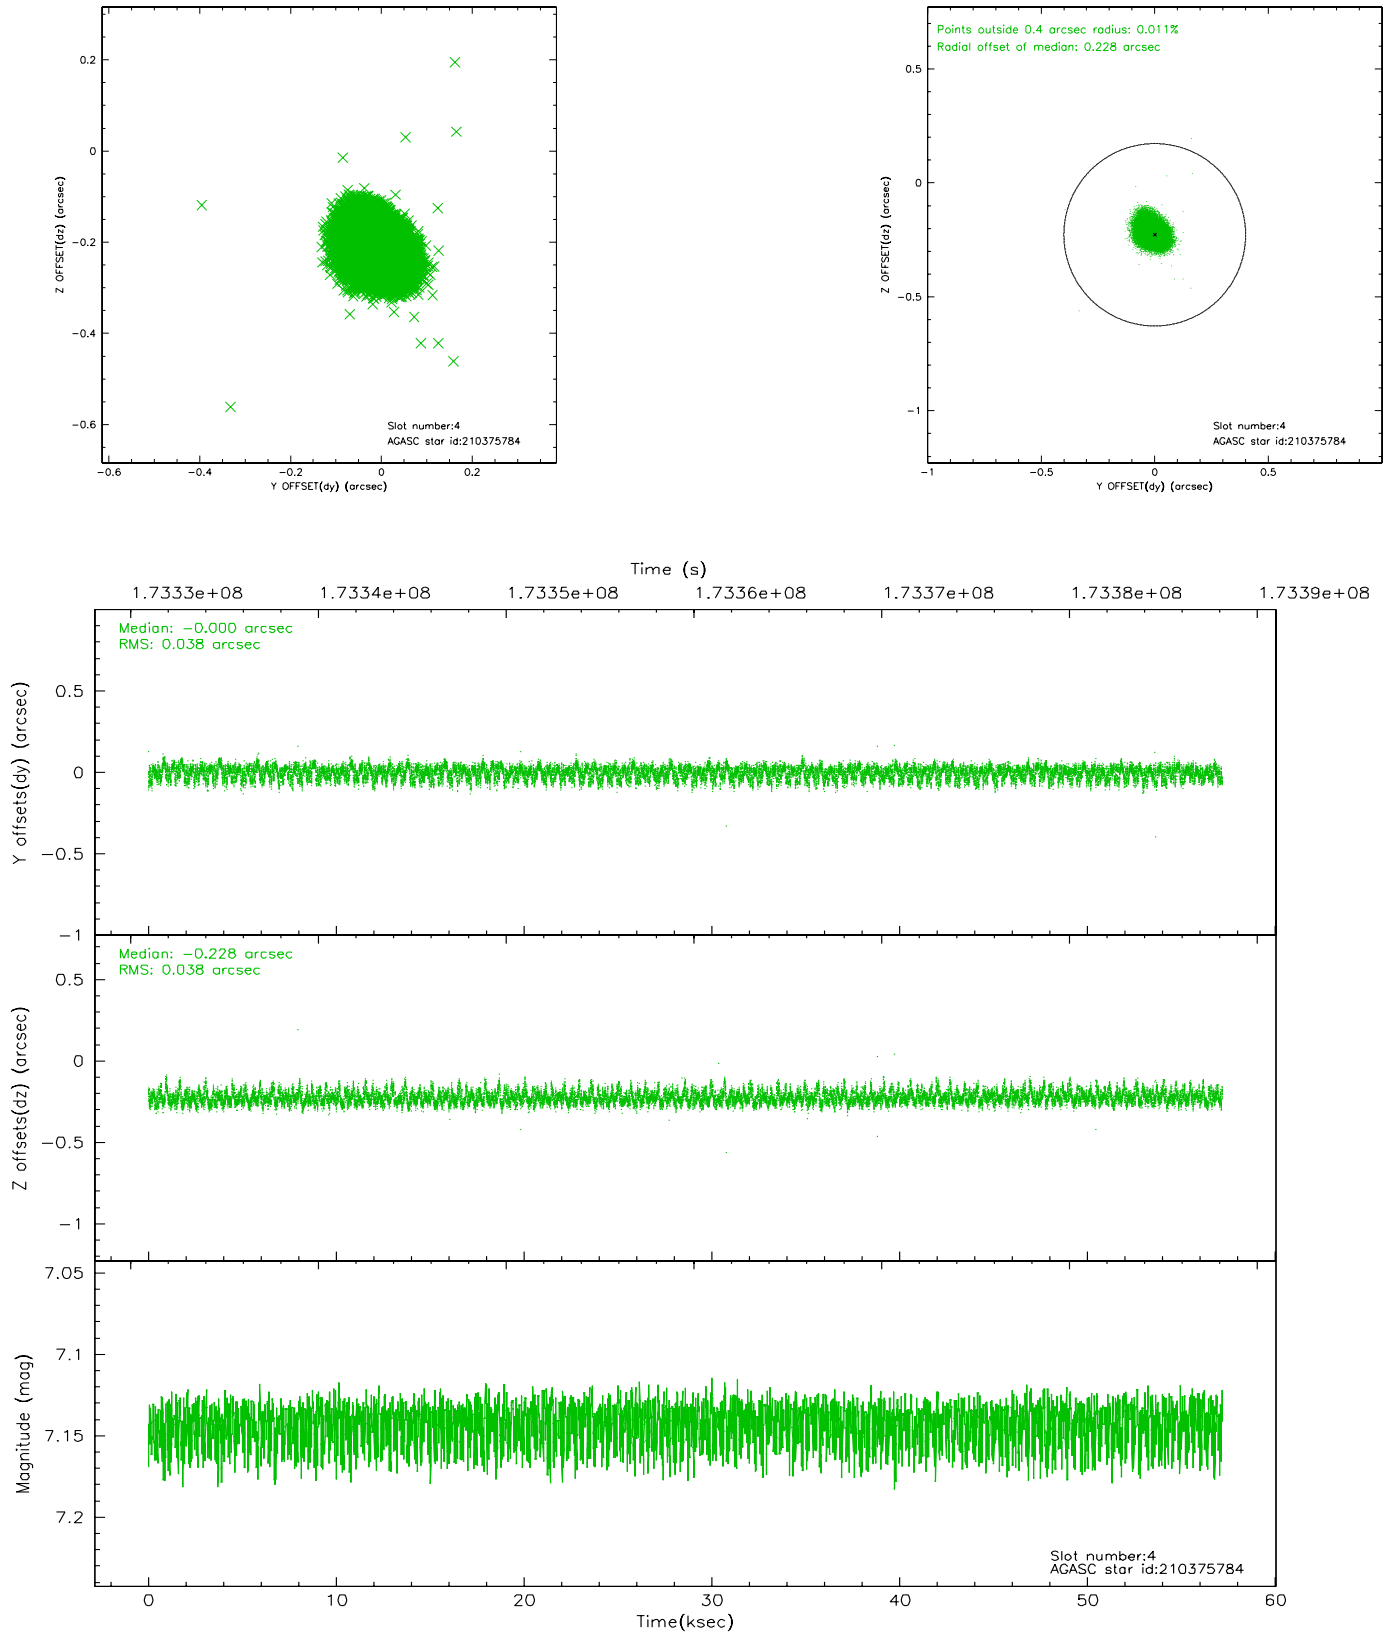 0.2
0
-0.2
-0.4
-0.6
Z OFFSET(dz) (arcsec)
Slot number:4
AGASC star id:210375784
-0.6 -0.4 -0.2 0 0.2
Y OFFSET(dy) (arcsec)
Points outside 0.4 arcsec radius: 0.011%
Radial offset of median: 0.228 arcsec
0.5
0
-0.5
-1
Z OFFSET(dz) (arcsec)
Slot number:4
AGASC star id:210375784
-1 -0.5 0 0.5
Y OFFSET(dy) (arcsec)
Time (s)
1.7333e+08 1.7334e+08 1.7335e+08 1.7336e+08 1.7337e+08 1.7338e+08 1.7339e+08
Median: -0.000 arcsec
RMS: 0.038 arcsec
0.5
0
-0.5
-1
Y offsets(dy) (arcsec)
Median: -0.228 arcsec
RMS: 0.038 arcsec
0.5
0
-0.5
-1
Z offsets(dz) (arcsec)
7.05
7.1
7.15
7.2
Magnitude (mag)
Slot number:4
AGASC star id:210375784
0 10 20 30 40 50 60
Time(ksec)